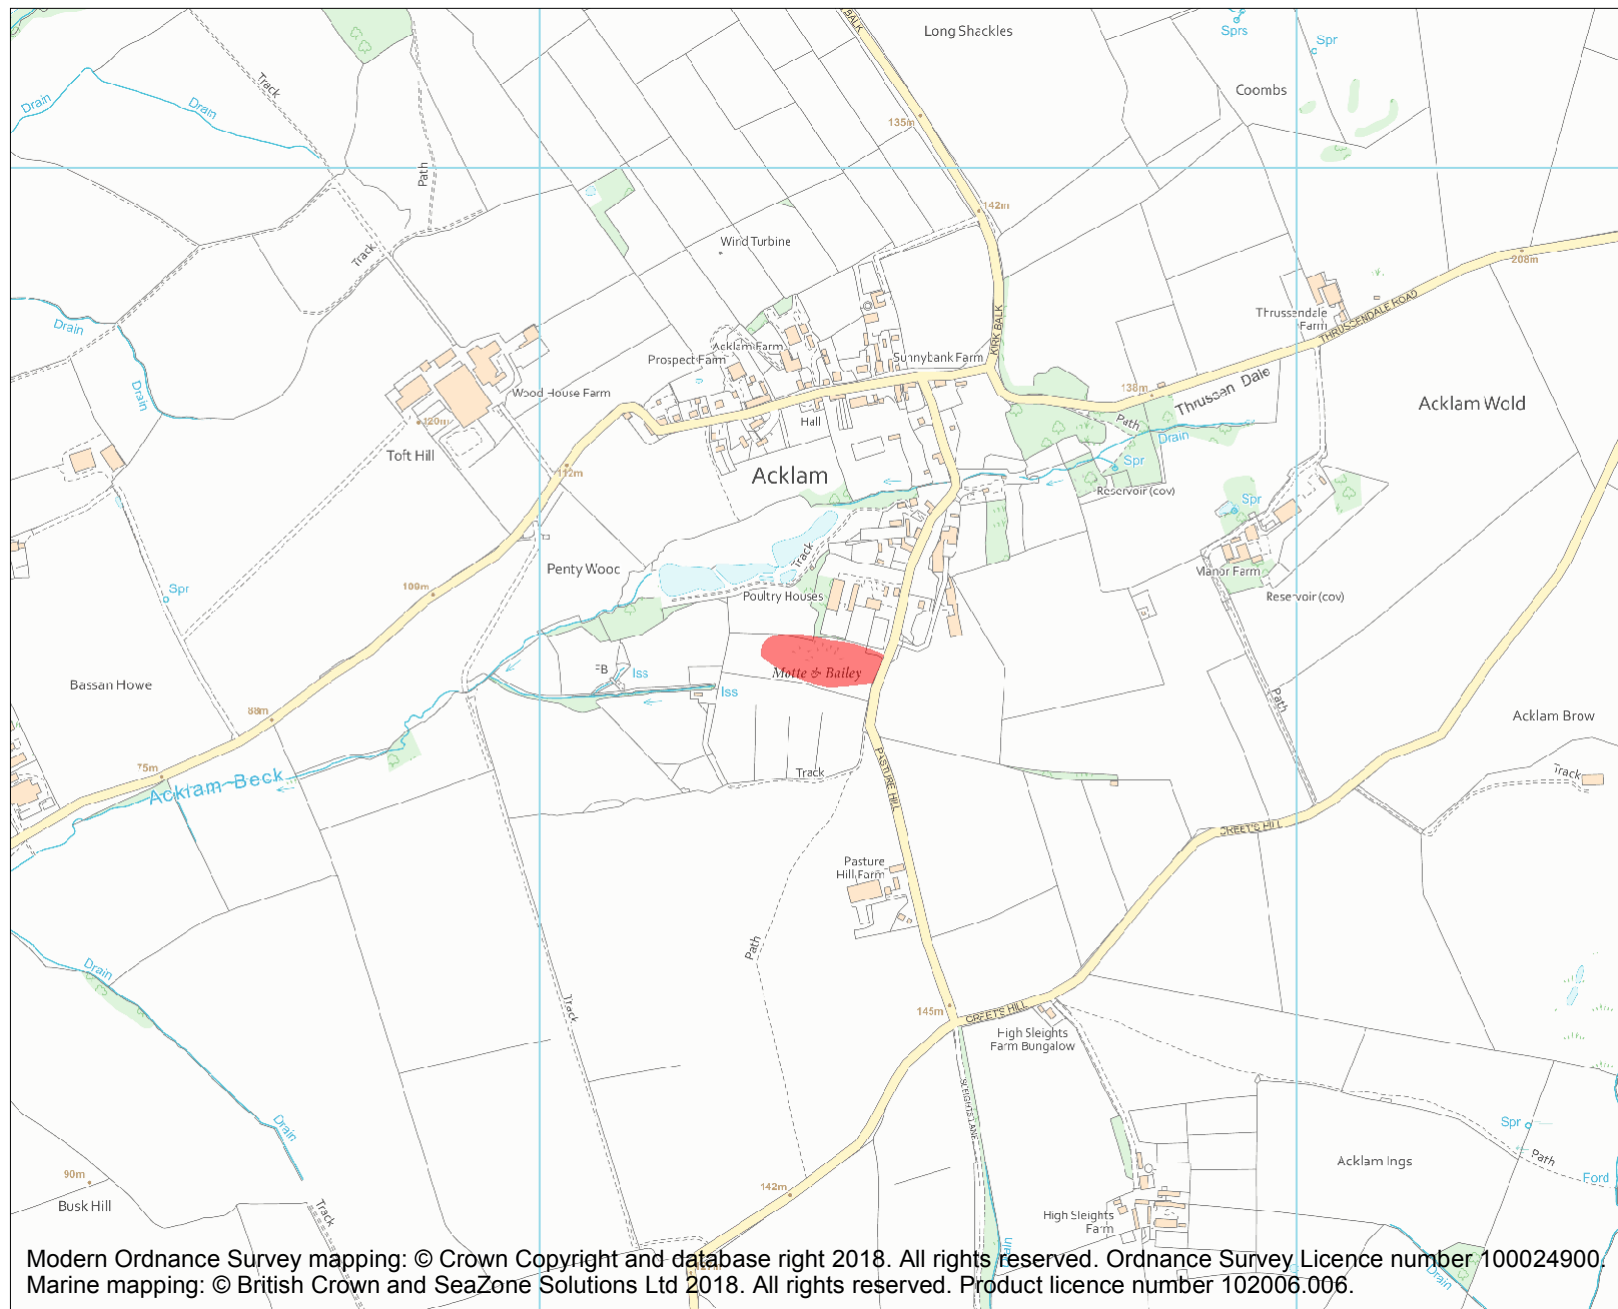 BALK
Long Shackles
Sprs
Spr
Coombs
Track
Drain
Drain
135m
Path
142m
Wind Turbine
Track
208m
Drain
Thrussendale
Farm
THRUSSENDALE ROAD
KIRK BALK
Acklam Farm
Prospect Farm
Sunnybank Farm
Drain
Wood House Farm
138m
Thrussen Dale
Acklam Wold
120m
Hall
Path
Drain
Toft Hill
112m
Acklam
Spr
Reservoir (cov)
Spr
Track
Penty Wood
Manor Farm
Spr
109m
Poultry Houses
Reservoir (cov)
FB
Iss
Motte & Bailey
Bassan Howe
Iss
Path
88m
Acklam Brow
75m
PASTURE HILL
Track
Track
Acklam Beck
GREETS HILL
Pasture
Hill Farm
Path
Drain
Track
145m
GREETS HILL
High Sleights
Farm Bungalow
SLEIGHTS LANE
Drain
Spr
Path
Acklam Ings
90m
142m
Ford
Busk Hill
Track
High Sleights
Farm
Drain
Drain
Modern Ordnance Survey mapping: © Crown Copyright and database right 2018. All rights reserved. Ordnance Survey Licence number 100024900.
Marine mapping: © British Crown and SeaZone Solutions Ltd 2018. All rights reserved. Product licence number 102006.006.